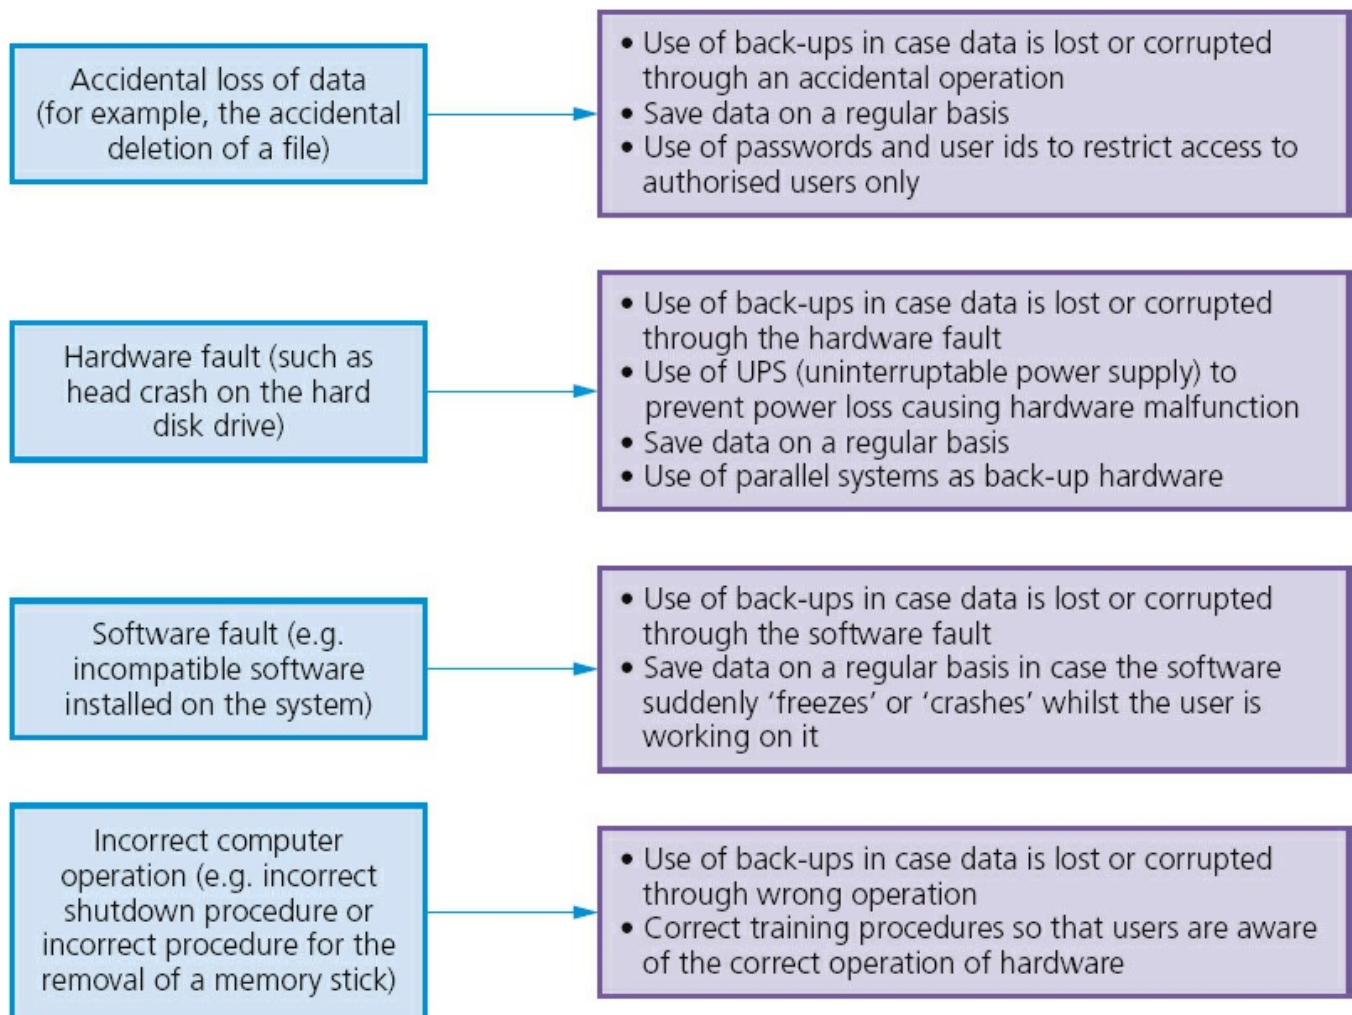 Accidental loss of data
(for example, the accidental
deletion of a file)
• Use of back-ups in case data is lost or corrupted
through an accidental operation
• Save data on a regular basis
• Use of passwords and user ids to restrict access to
authorised users only
Hardware fault (such as
head crash on the hard
disk drive)
• Use of back-ups in case data is lost or corrupted
through the hardware fault
• Use of UPS (uninterruptable power supply) to
prevent power loss causing hardware malfunction
• Save data on a regular basis
• Use of parallel systems as back-up hardware
Software fault (e.g.
incompatible software
installed on the system)
• Use of back-ups in case data is lost or corrupted
through the software fault
• Save data on a regular basis in case the software
suddenly ‘freezes’ or ‘crashes’ whilst the user is
working on it
Incorrect computer
operation (e.g. incorrect
shutdown procedure or
incorrect procedure for the
removal of a memory stick)
• Use of back-ups in case data is lost or corrupted
through wrong operation
• Correct training procedures so that users are aware
of the correct operation of hardware